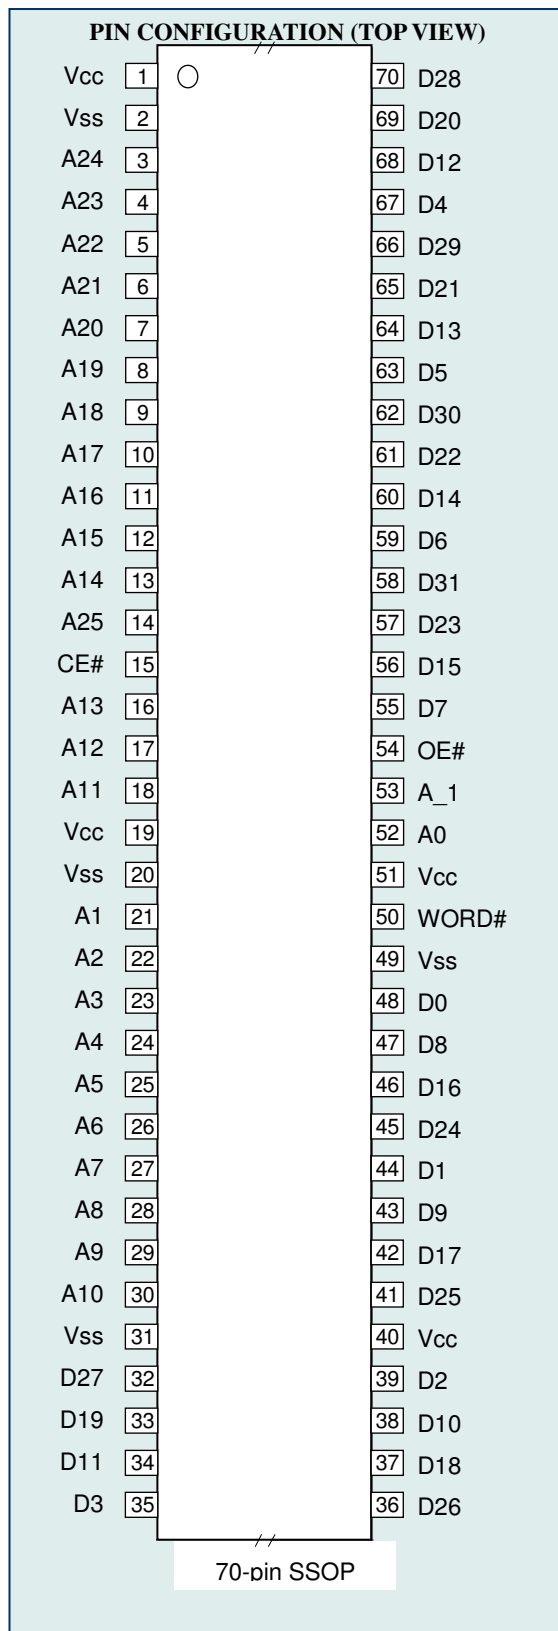 PIN CONFIGURATION (TOP VIEW)
Vcc 1 70 D28
Vss 2 69 D20
A24 3 68 D12
A23 4 67 D4
A22 5 66 D29
A21 6 65 D21
A20 7 64 D13
A19 8 63 D5
A18 9 62 D30
A17 10 61 D22
A16 11 60 D14
A15 12 59 D6
A14 13 58 D31
A25 14 57 D23
CE# 15 56 D15
A13 16 55 D7
A12 17 54 OE#
A11 18 53 A_1
Vcc 19 52 A0
Vss 20 51 Vcc
A1 21 50 WORD#
A2 22 49 Vss
A3 23 48 D0
A4 24 47 D8
A5 25 46 D16
A6 26 45 D24
A7 27 44 D1
A8 28 43 D9
A9 29 42 D17
A10 30 41 D25
Vss 31 40 Vcc
D27 32 39 D2
D19 33 38 D10
D11 34 37 D18
D3 35 36 D26
70-pin SSOP